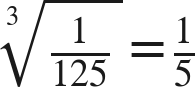 ∛(1/125) = 1/5